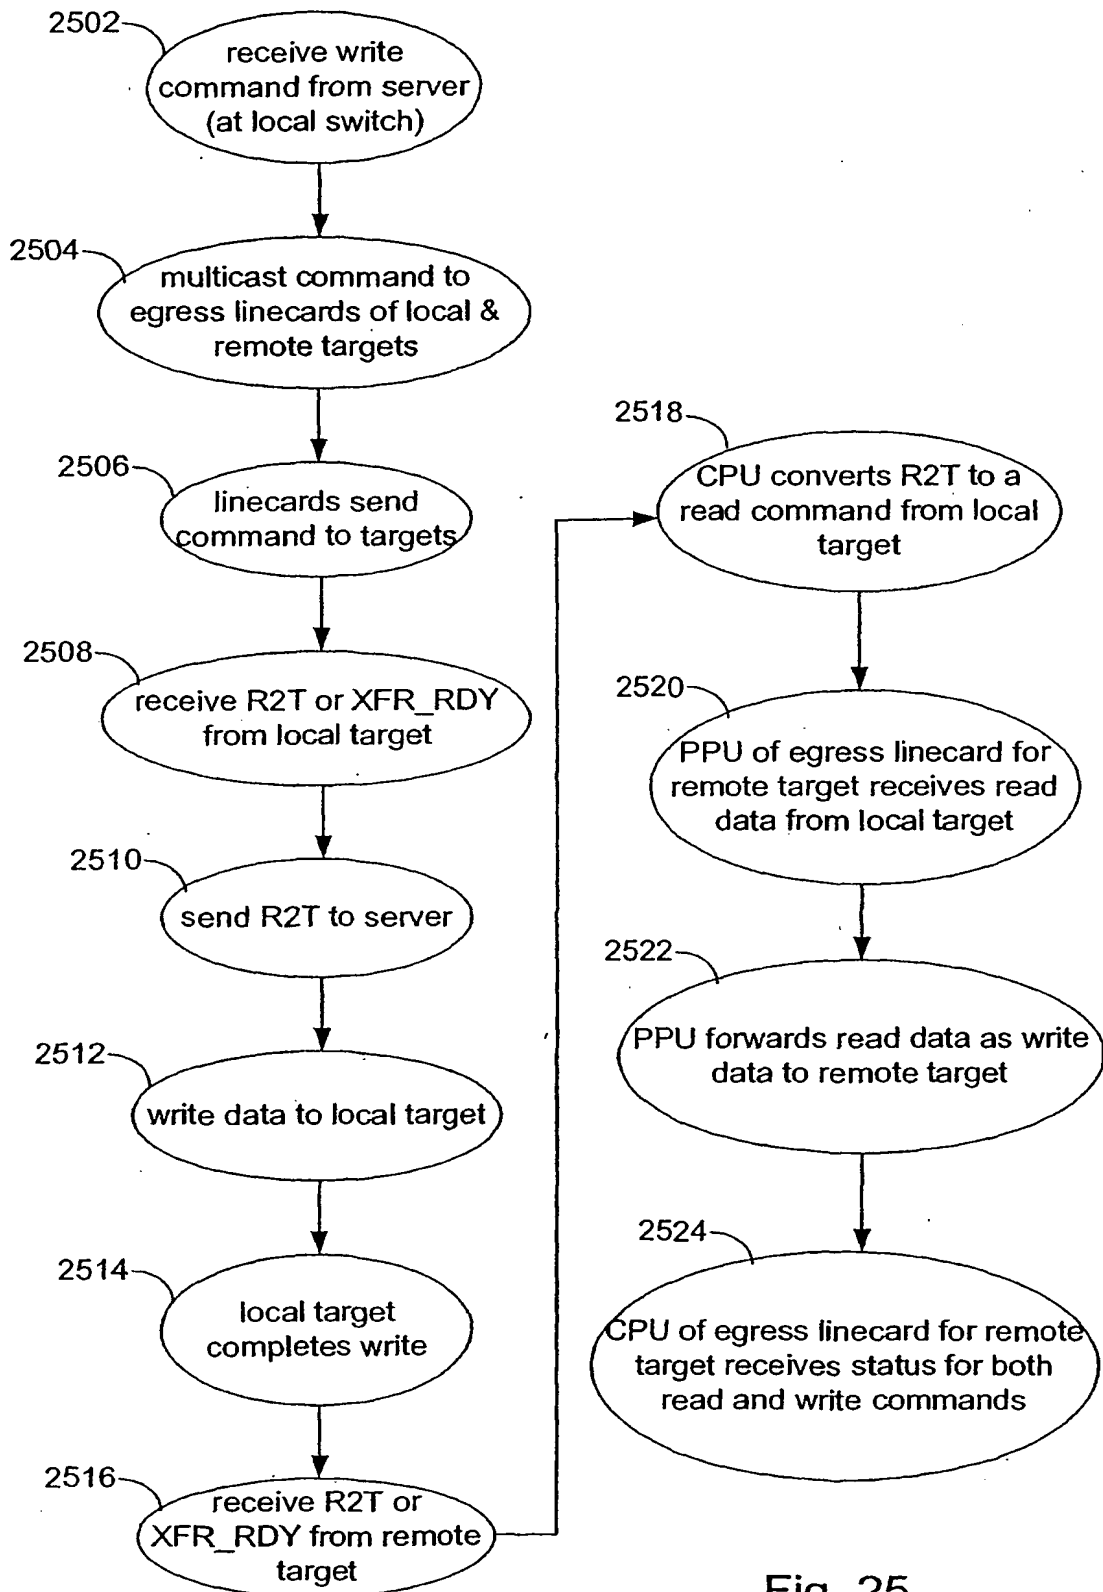 2502
receive write
command from server
(at local switch)
2504
multicast command to
egress linecards of local &
remote targets
2506
linecards send
command to targets
2508
receive R2T or XFR_RDY
from local target
2510
send R2T to server
2512
write data to local target
2514
local target
completes write
2516
receive R2T or
XFR_RDY from remote
target
2518
CPU converts R2T to a
read command from local
target
2520
PPU of egress linecard for
remote target receives read
data from local target
2522
PPU forwards read data as write
data to remote target
2524
CPU of egress linecard for remote
target receives status for both
read and write commands
Fig. 25